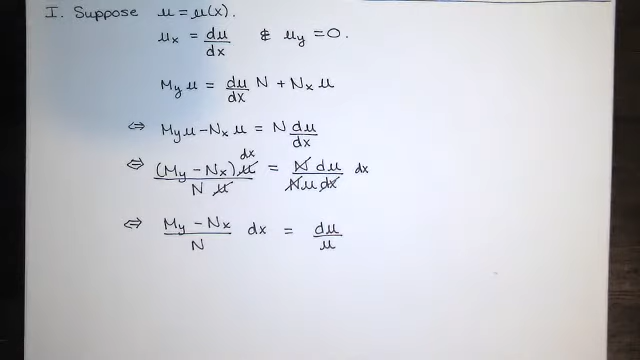 I. Suppose μ = μ(x).
μx = dμ/dx & μy = 0.
My μ = dμ/dx N + Nx μ
⇔ My μ − Nx μ = N dμ/dx
⇔ (My − Nx) μ dx / N μ = N dμ / N μ dx dx
⇔ My − Nx / N dx = dμ / μ